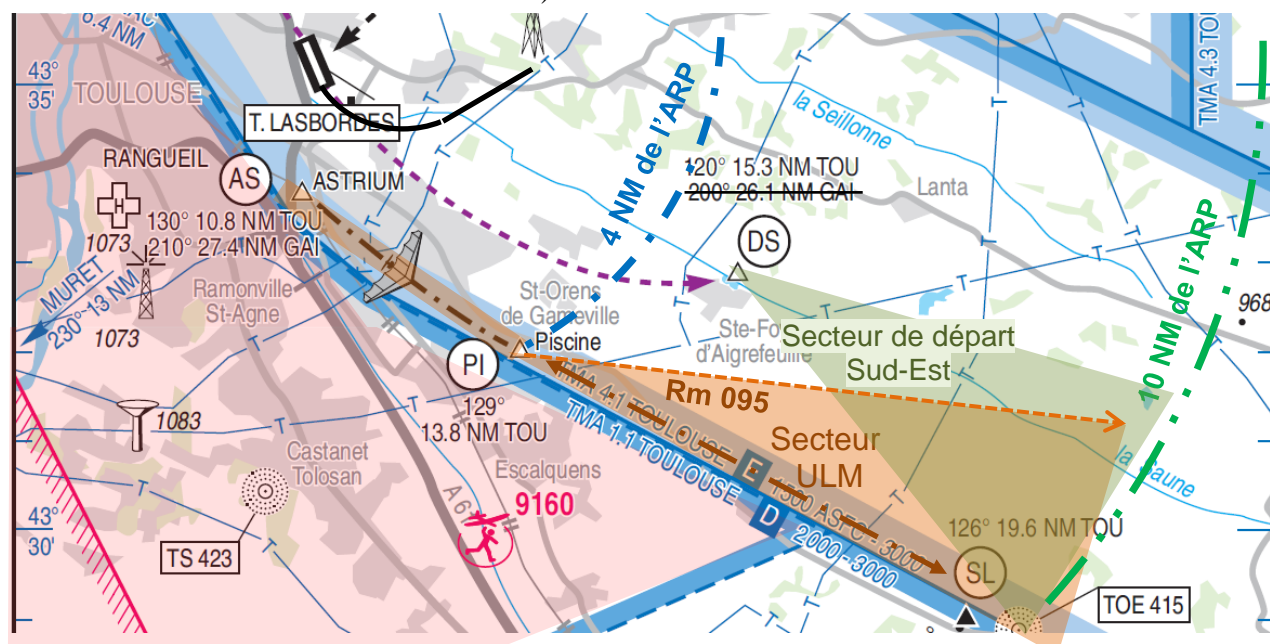 6.4 NM
43°
35'
TOULOUSE
T. LASBORDES
RANGUEIL
AS
ASTRIUM
H
130° 10.8 NM TOU
210° 27.4 NM GAI
1073
MURET
230° 13 NM
1073
Ramonville
St-Agne
1083
Castanet
Tolosan
TS 423
43°
30'
PI
129°
13.8 NM TOU
Escalquens
9160
A6
St-Orens
de Gameville
Piscine
4 NM de l'ARP
la Seillonne
120° 15.3 NM TOU
200° 26.1 NM GAI
Lanta
DS
Ste-Fo
d'Aigrefeuille
Secteur de départ
Sud-Est
Rm 095
Secteur
ULM
TMA 4.1 TOULOUSE E 1500 ASFC - 3000
TMA 1.1 TOULOUSE D 2000 - 3000
la Saune
10 NM de l'ARP
TMA 4.3 TOU
968
126° 19.6 NM TOU
SL
TOE 415
T
T
T
T
T
T
T
T
T
T